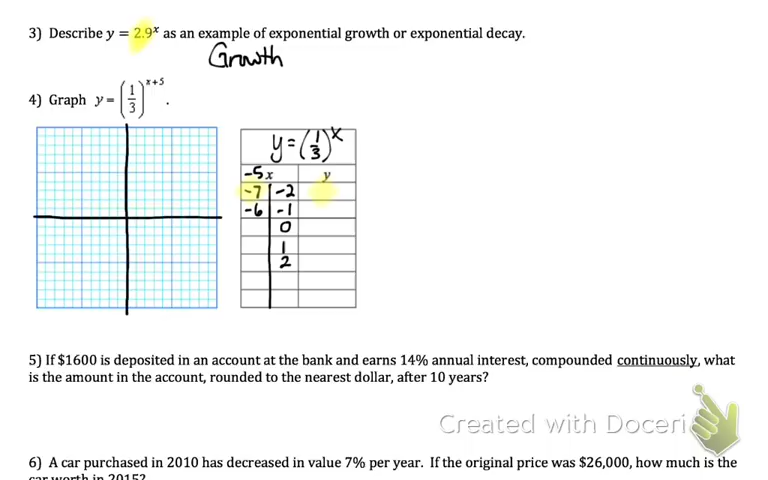 3) Describe y = 2.9ˣ as an example of exponential growth or exponential decay.
Growth
4) Graph y = (1/3)ˣ⁺⁵ .
y = (1/3)ˣ
-5 x y
-7 -2
-6 -1
0
1
2
5) If $1600 is deposited in an account at the bank and earns 14% annual interest, compounded continuously, what
is the amount in the account, rounded to the nearest dollar, after 10 years?
Created with Doceri
6) A car purchased in 2010 has decreased in value 7% per year. If the original price was $26,000, how much is the
car worth in 2015?